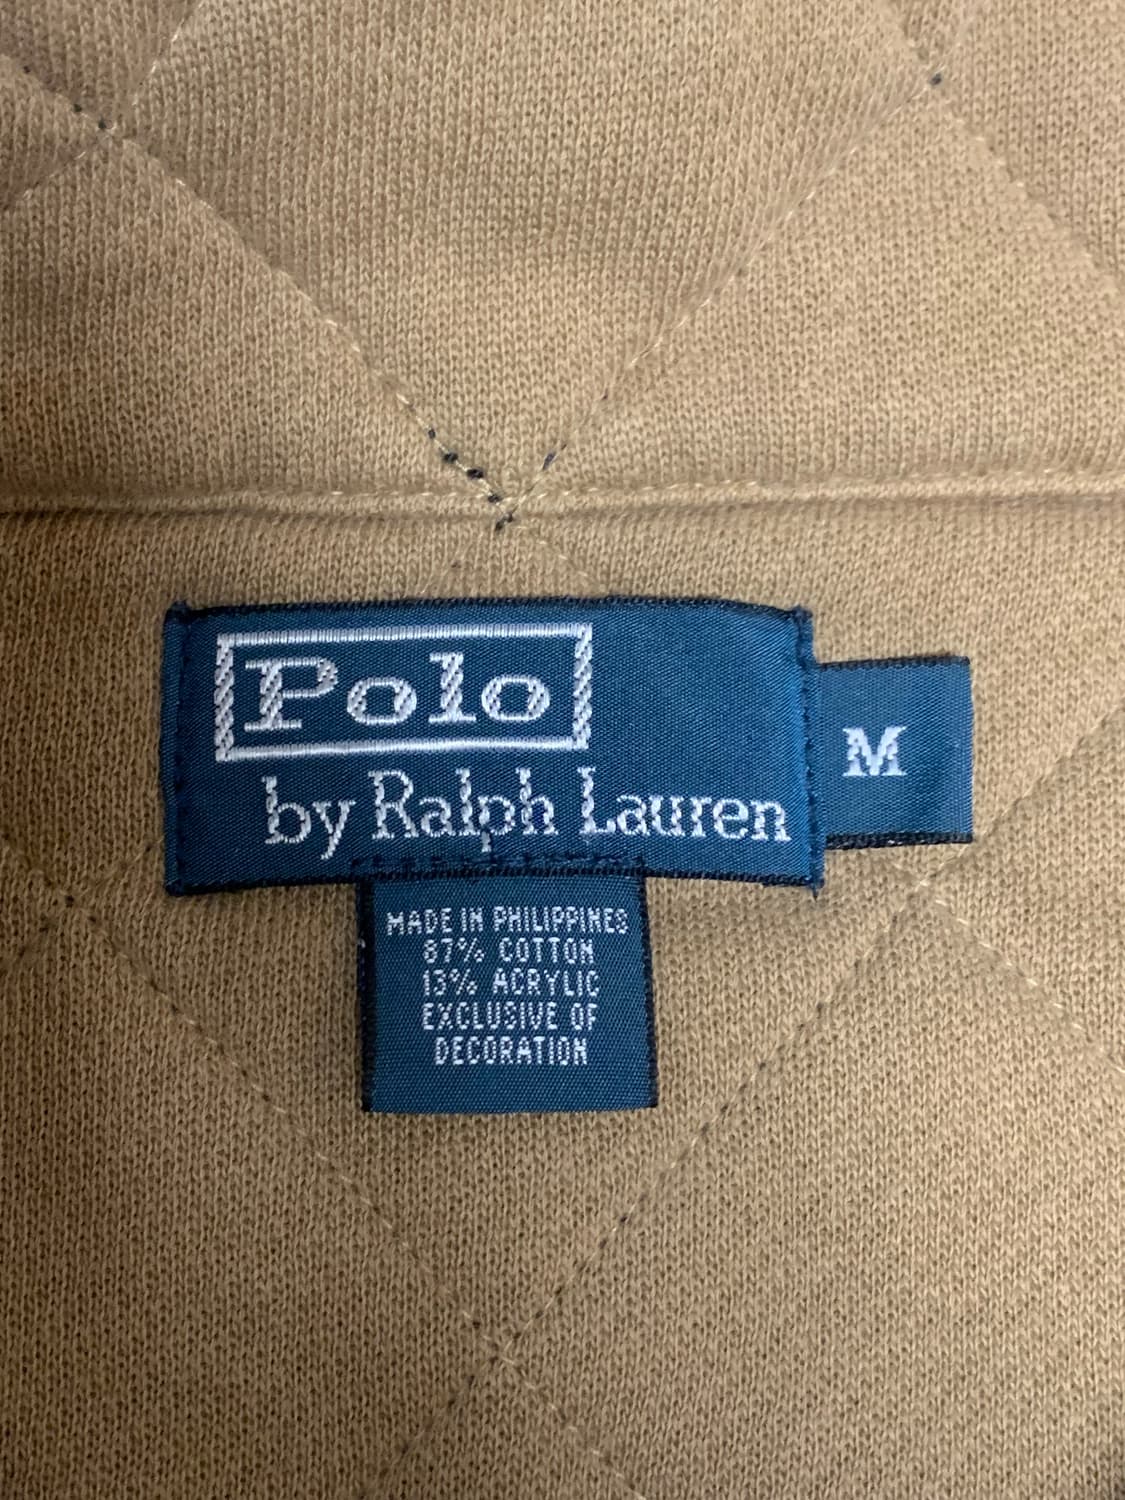 Polo
by Ralph Lauren
M
MADE IN PHILIPPINES
87% COTTON
13% ACRYLIC
EXCLUSIVE OF
DECORATION